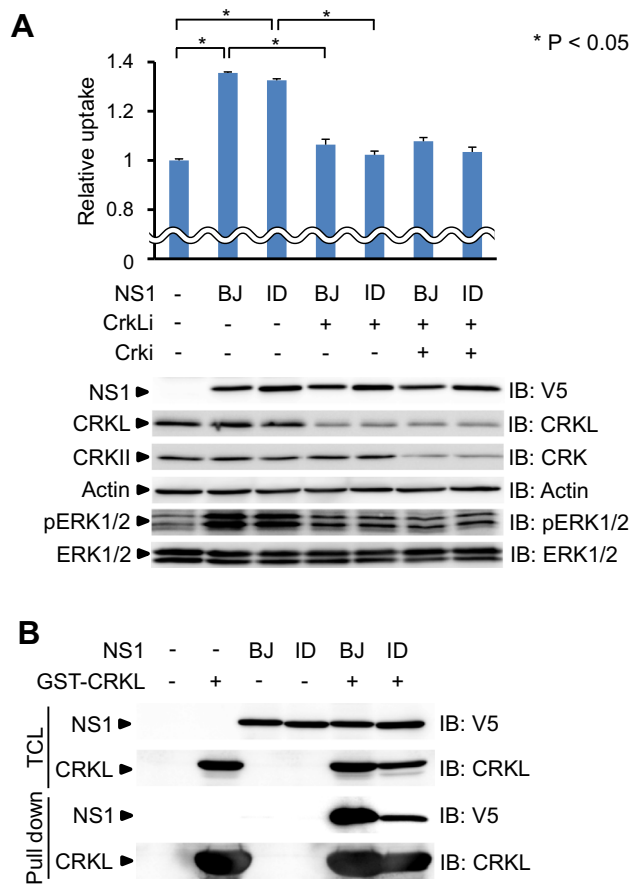 A
* * * *
* P < 0.05
Relative uptake
1.4
1.2
1
0.8
0
NS1 - BJ ID BJ ID BJ ID
CrkLi - - - + + + +
Crki - - - - - + +
NS1 IB: V5
CRKL IB: CRKL
CRKII IB: CRK
Actin IB: Actin
pERK1/2 IB: pERK1/2
ERK1/2 IB: ERK1/2
B
NS1 - - BJ ID BJ ID
GST-CRKL - + - - + +
TCL
NS1 IB: V5
CRKL IB: CRKL
Pull down
NS1 IB: V5
CRKL IB: CRKL